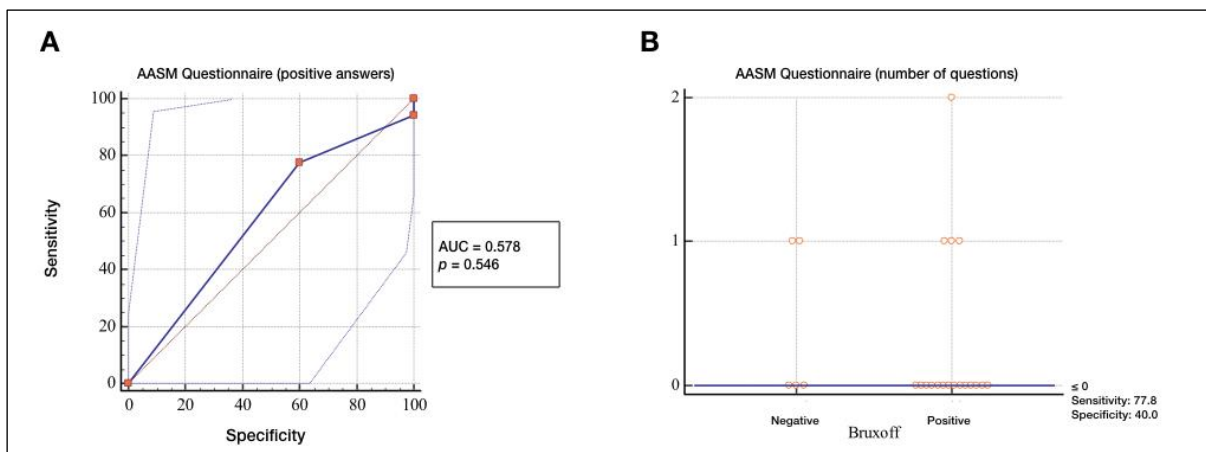 A
AASM Questionnaire (positive answers)
100
80
60
40
20
0
Sensitivity
0 20 40 60 80 100
Specificity
AUC = 0.578
p = 0.546
B
AASM Questionnaire (number of questions)
2
1
0
≤ 0
Sensitivity: 77.8
Specificity: 40.0
Negative Positive
Bruxoff